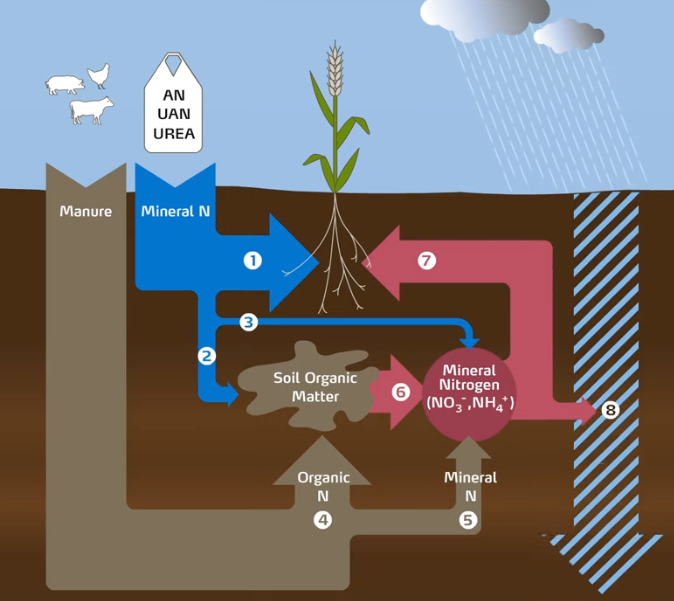 AN
UAN
UREA
Manure
Mineral N
1
7
3
2
Soil Organic
Matter
6
Mineral
Nitrogen
(NO₃⁻,NH₄⁺)
8
Organic
N
4
Mineral
N
5